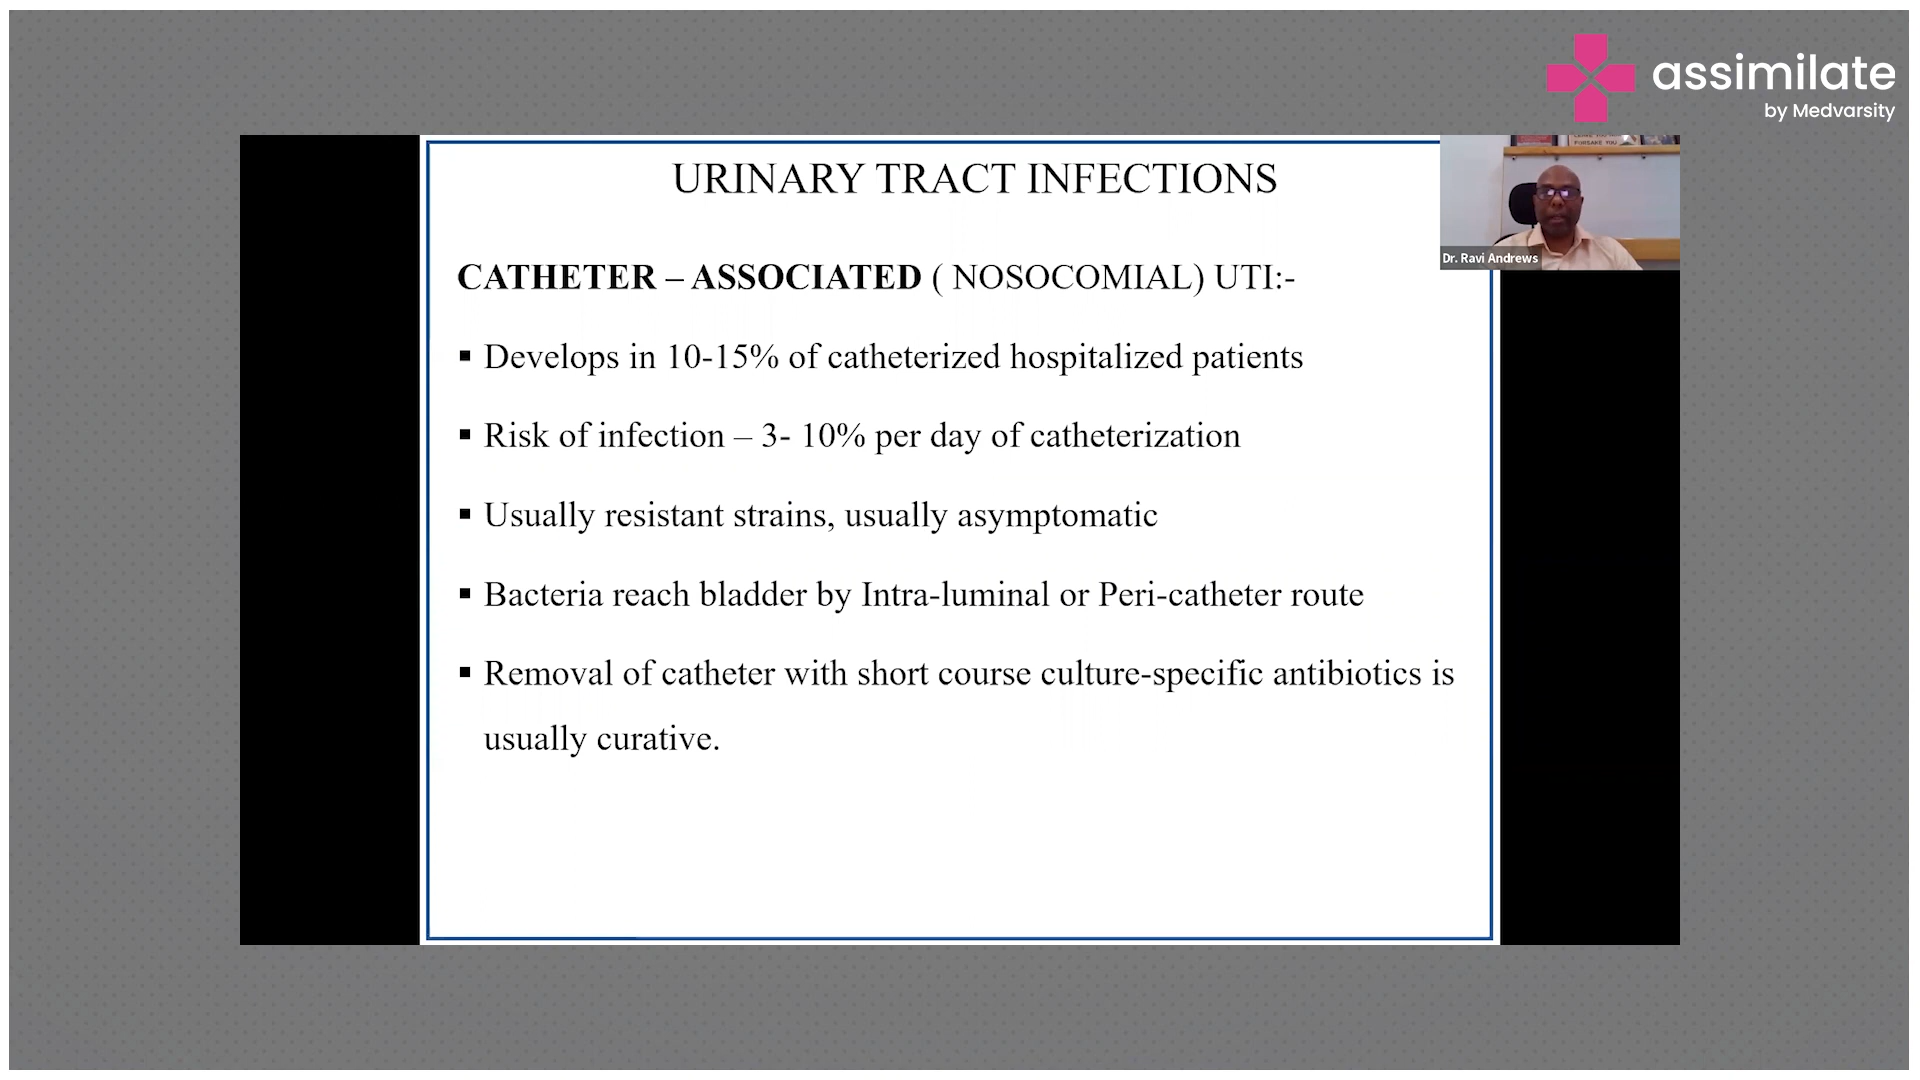 assimilate
by Medvarsity
URINARY TRACT INFECTIONS
FORSAKE YOU
Dr. Ravi Andrews
CATHETER – ASSOCIATED ( NOSOCOMIAL) UTI:-
▪ Develops in 10-15% of catheterized hospitalized patients
▪ Risk of infection – 3- 10% per day of catheterization
▪ Usually resistant strains, usually asymptomatic
▪ Bacteria reach bladder by Intra-luminal or Peri-catheter route
▪ Removal of catheter with short course culture-specific antibiotics is
usually curative.